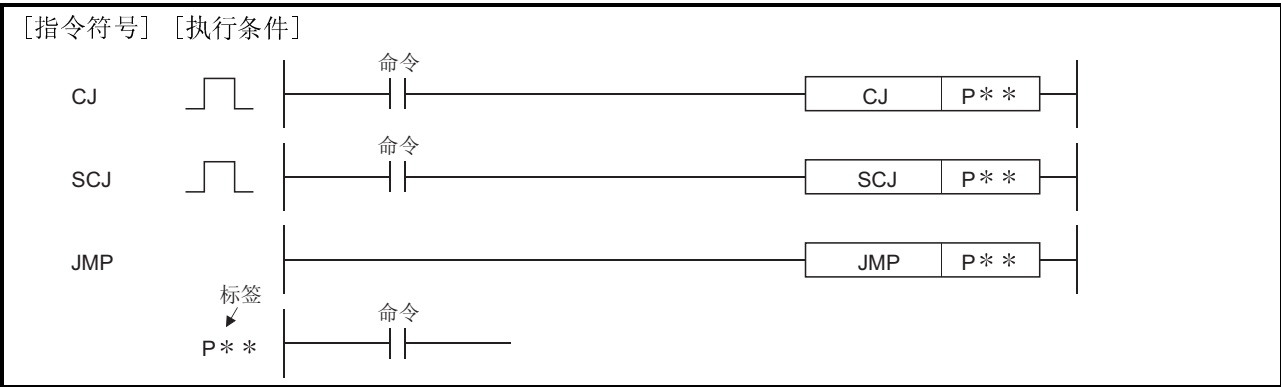 [指令符号] [执行条件]
命令
CJ CJ P＊＊
命令
SCJ SCJ P＊＊
JMP JMP P＊＊
标签
命令
P＊＊